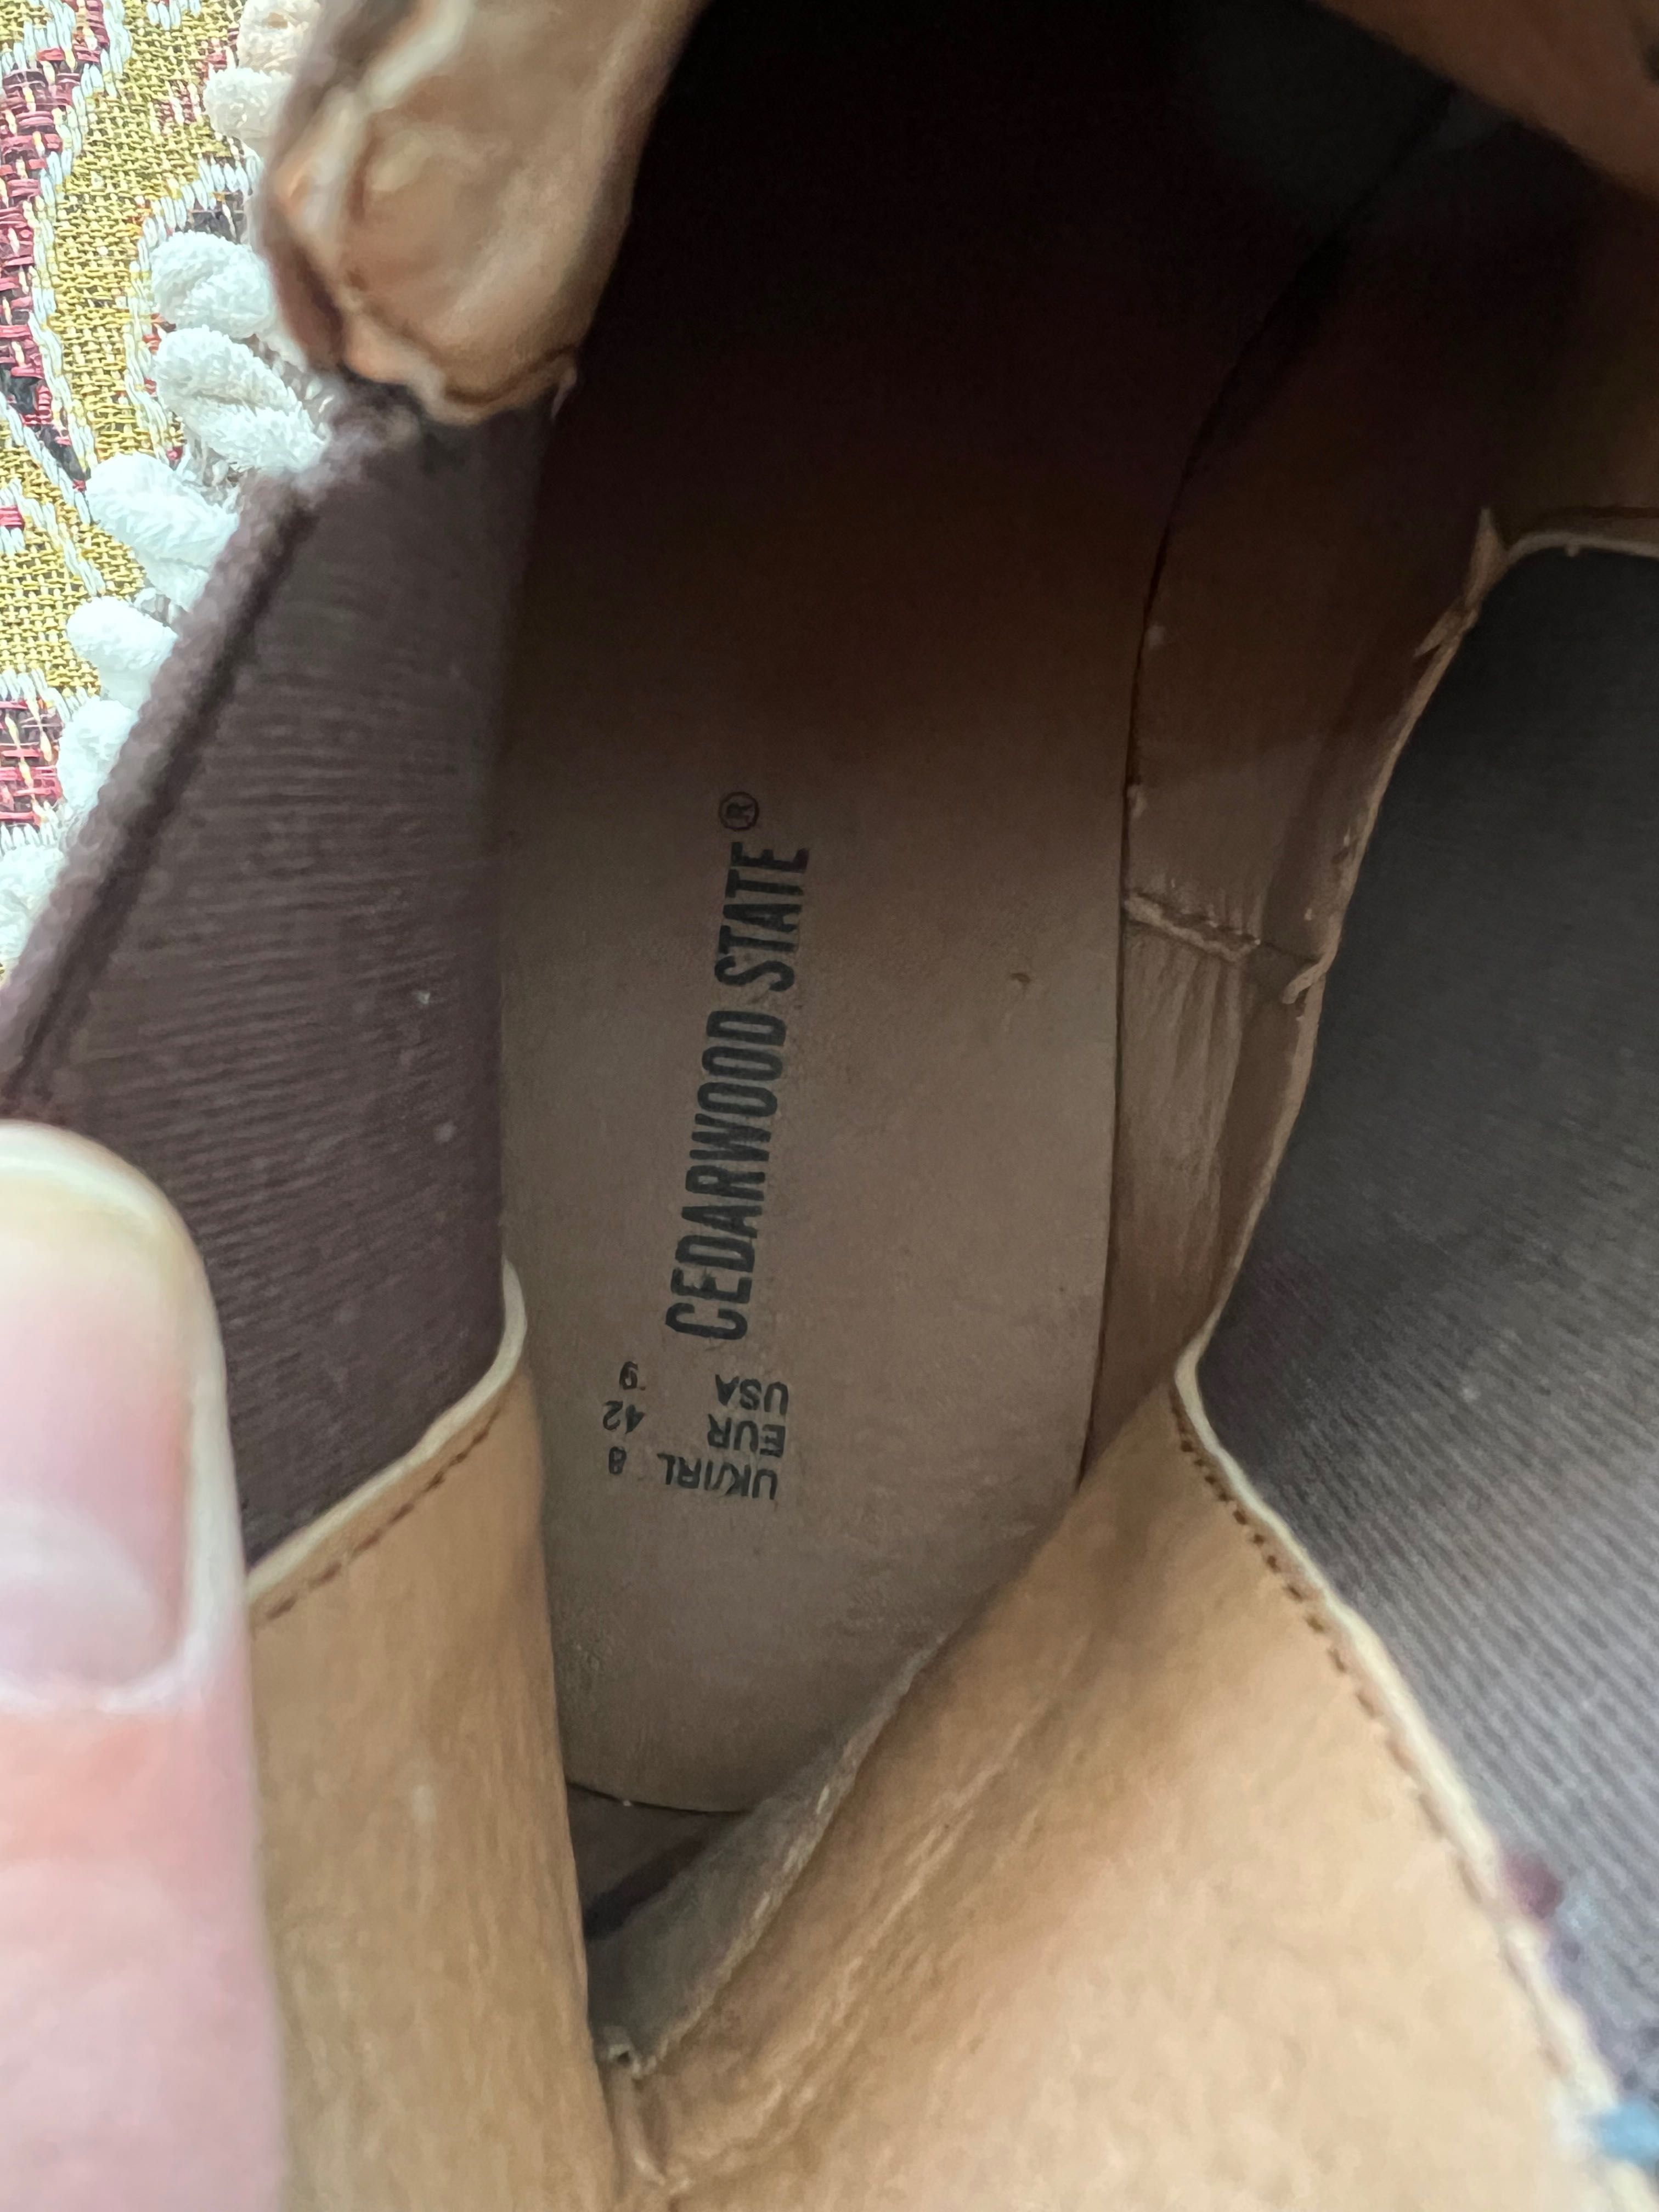 CEDARWOOD STATE®
UK/IRL 8
EUR 42
USA 9